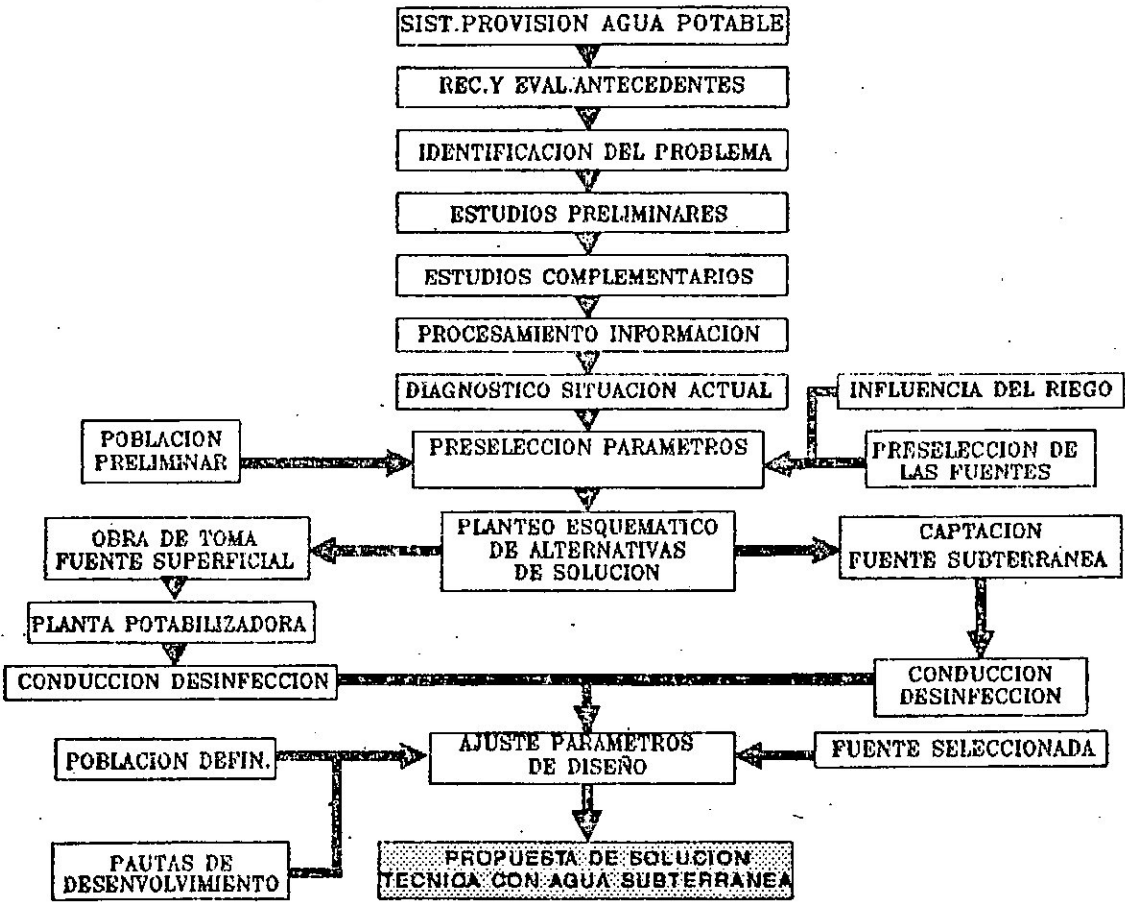 SIST.PROVISION AGUA POTABLE
REC.Y EVAL.ANTECEDENTES
IDENTIFICACION DEL PROBLEMA
ESTUDIOS PRELIMINARES
ESTUDIOS COMPLEMENTARIOS
PROCESAMIENTO INFORMACION
DIAGNOSTICO SITUACION ACTUAL
INFLUENCIA DEL RIEGO
POBLACION
PRELIMINAR
PRESELECCION PARAMETROS
PRESELECCION DE
LAS FUENTES
OBRA DE TOMA
FUENTE SUPERFICIAL
PLANTEO ESQUEMATICO
DE ALTERNATIVAS
DE SOLUCION
CAPTACION
FUENTE SUBTERRÁNEA
PLANTA POTABILIZADORA
CONDUCCION DESINFECCION
CONDUCCION
DESINFECCION
POBLACION DEFIN.
AJUSTE PARAMETROS
DE DISEÑO
FUENTE SELECCIONADA
PAUTAS DE
DESENVOLVIMIENTO
PROPUESTA DE SOLUCION
TECNICA CON AGUA SUBTERRANEA